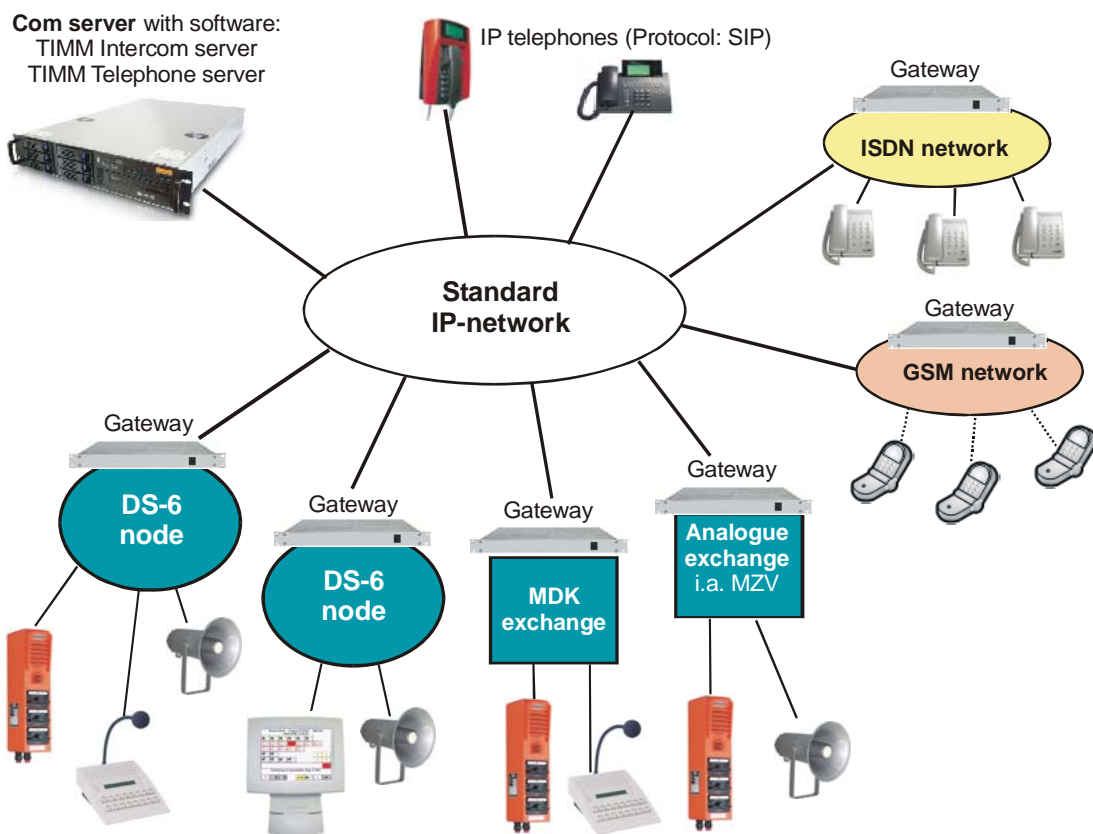 Com server with software:
TIMM Intercom server
TIMM Telephone server
IP telephones (Protocol: SIP)
Gateway
ISDN network
Standard
IP-network
Gateway
GSM network
Gateway
DS-6
node
Gateway
DS-6
node
Gateway
MDK
exchange
Gateway
Analogue
exchange
i.a. MZV